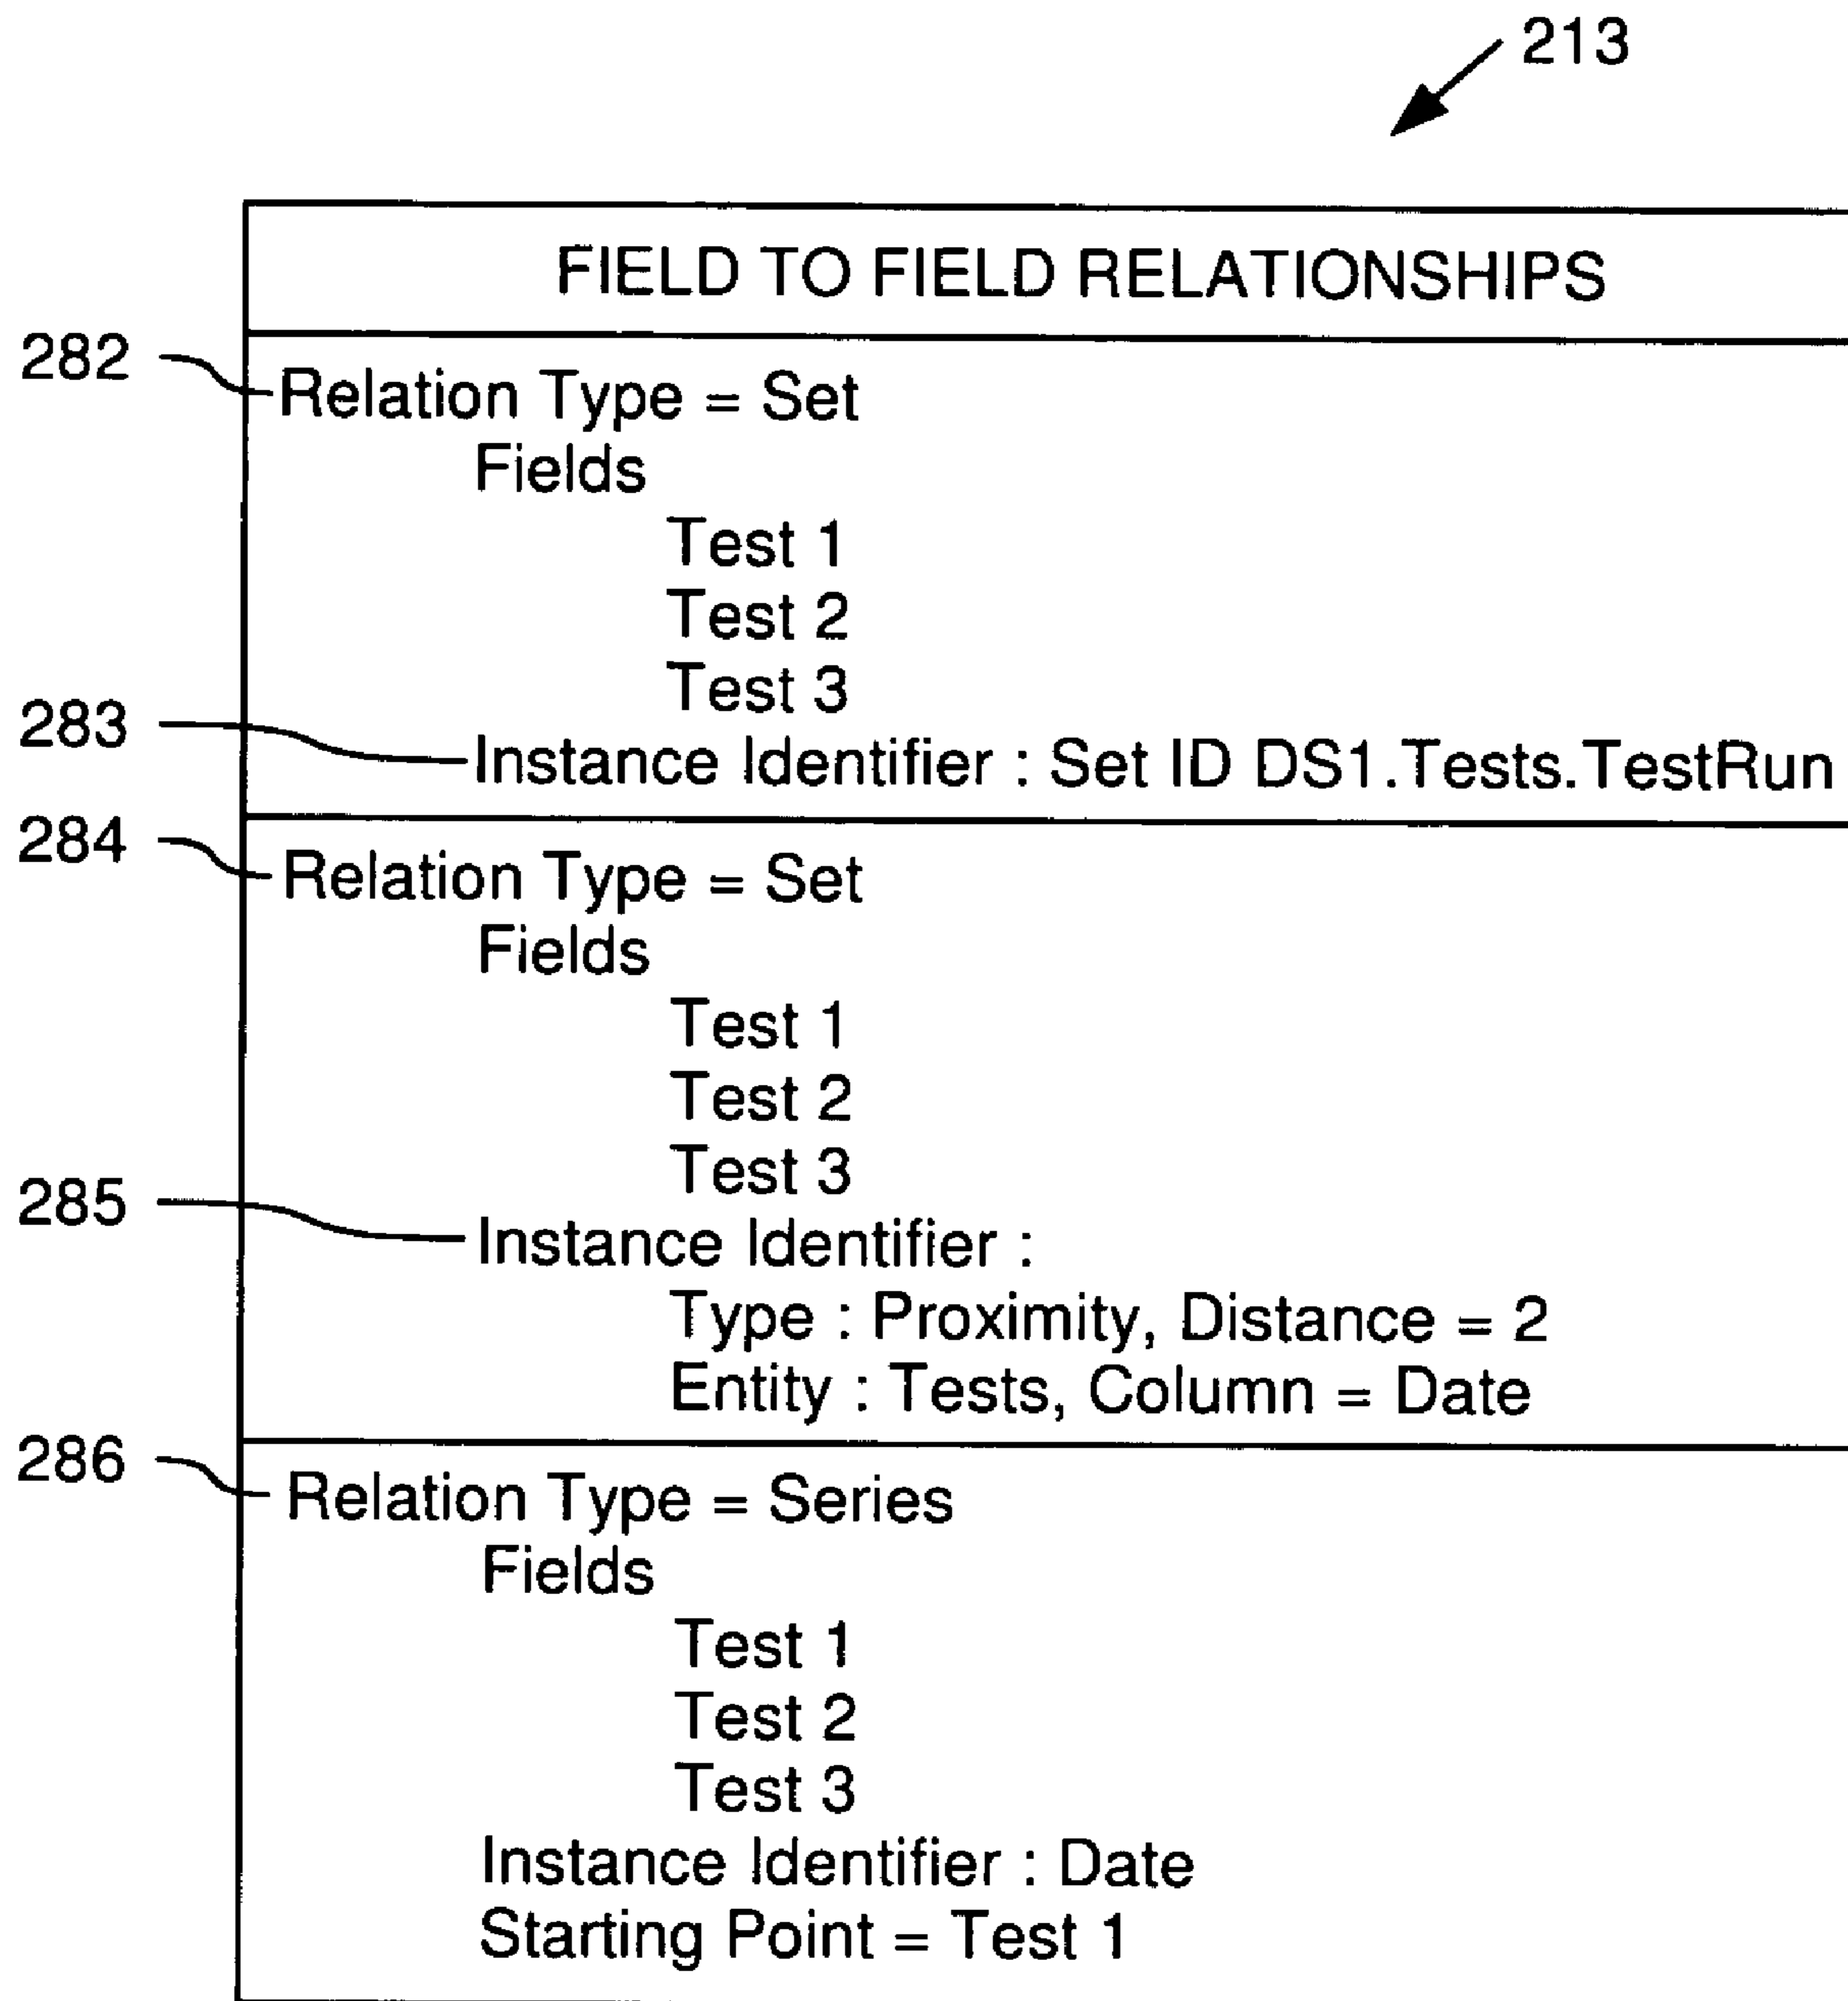 213
FIELD TO FIELD RELATIONSHIPS
282
Relation Type = Set
Fields
Test 1
Test 2
Test 3
283
Instance Identifier : Set ID DS1.Tests.TestRun
284
Relation Type = Set
Fields
Test 1
Test 2
Test 3
285
Instance Identifier :
Type : Proximity, Distance = 2
Entity : Tests, Column = Date
286
Relation Type = Series
Fields
Test 1
Test 2
Test 3
Instance Identifier : Date
Starting Point = Test 1